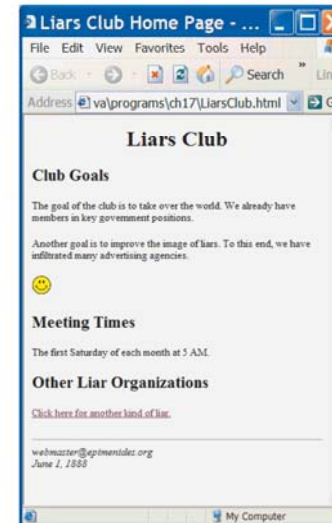 Liars Club Home Page - ...
File Edit View Favorites Tools Help
Back Search »
Address va\programs\ch17\LiarsClub.html
Liars Club
Club Goals
The goal of the club is to take over the world. We already have
members in key government positions.
Another goal is to improve the image of liars. To this end, we have
infiltrated many advertising agencies.
Meeting Times
The first Saturday of each month at 5 AM.
Other Liar Organizations
Click here for another kind of liar.
webmaster@epimenides.org
June 1, 1888
My Computer